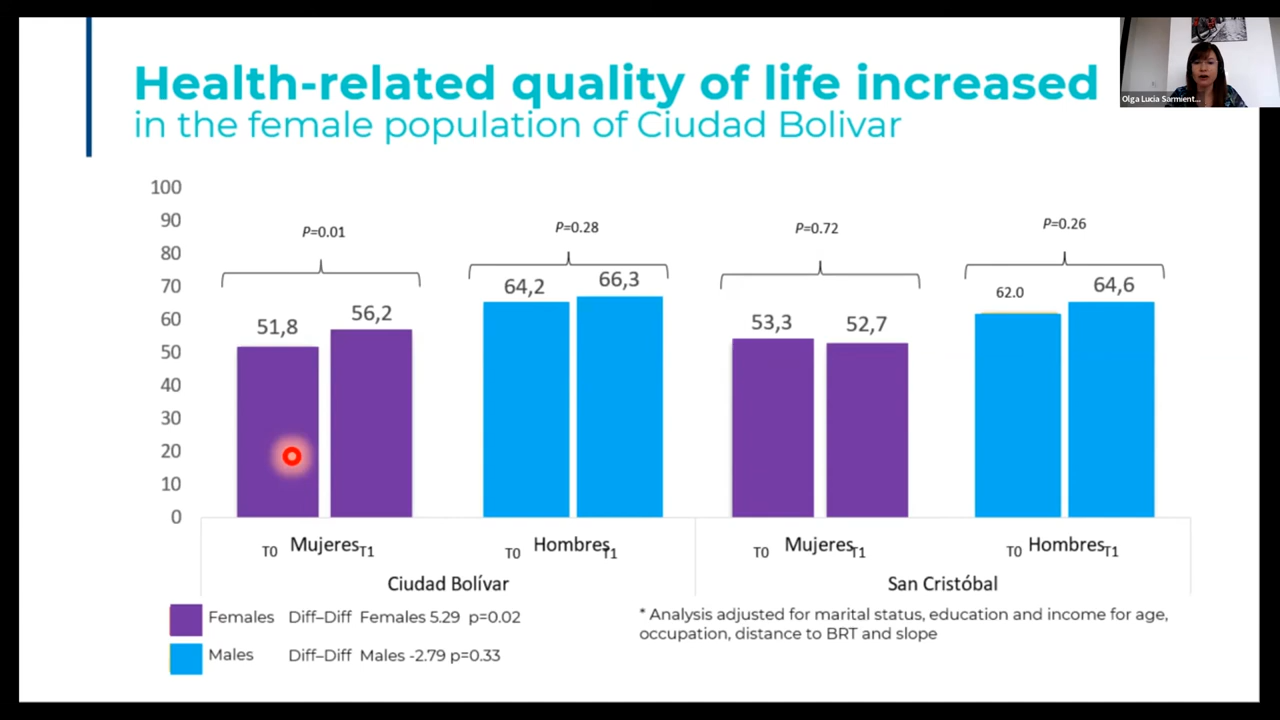 Health-related quality of life increased
in the female population of Ciudad Bolivar
Olga Lucia Sarmient...
100
90
80
70
60
50
40
30
20
10
0
P=0.01
P=0.28
P=0.72
P=0.26
51,8
56,2
64,2
66,3
53,3
52,7
62.0
64,6
T0 Mujeres T1
T0 Hombres T1
T0 Mujeres T1
T0 Hombres T1
Ciudad Bolívar
San Cristóbal
Females Diff–Diff Females 5.29 p=0.02
Males Diff–Diff Males -2.79 p=0.33
* Analysis adjusted for marital status, education and income for age,
occupation, distance to BRT and slope